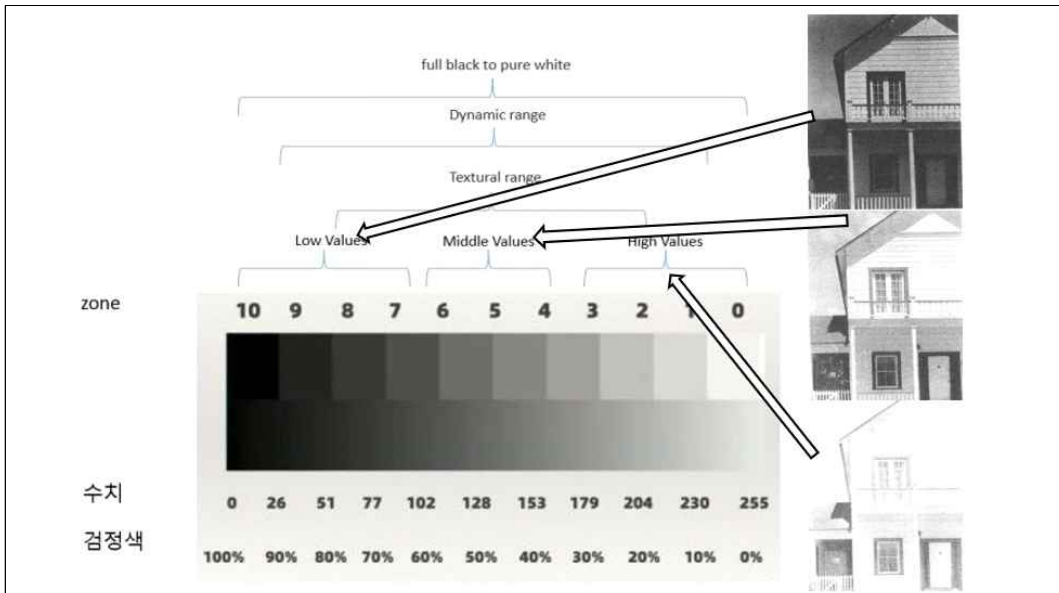 full black to pure white
Dynamic range
Textural range
Low Values Middle Values High Values
zone 10 9 8 7 6 5 4 3 2 1 0
수치 0 26 51 77 102 128 153 179 204 230 255
검정색 100% 90% 80% 70% 60% 50% 40% 30% 20% 10% 0%